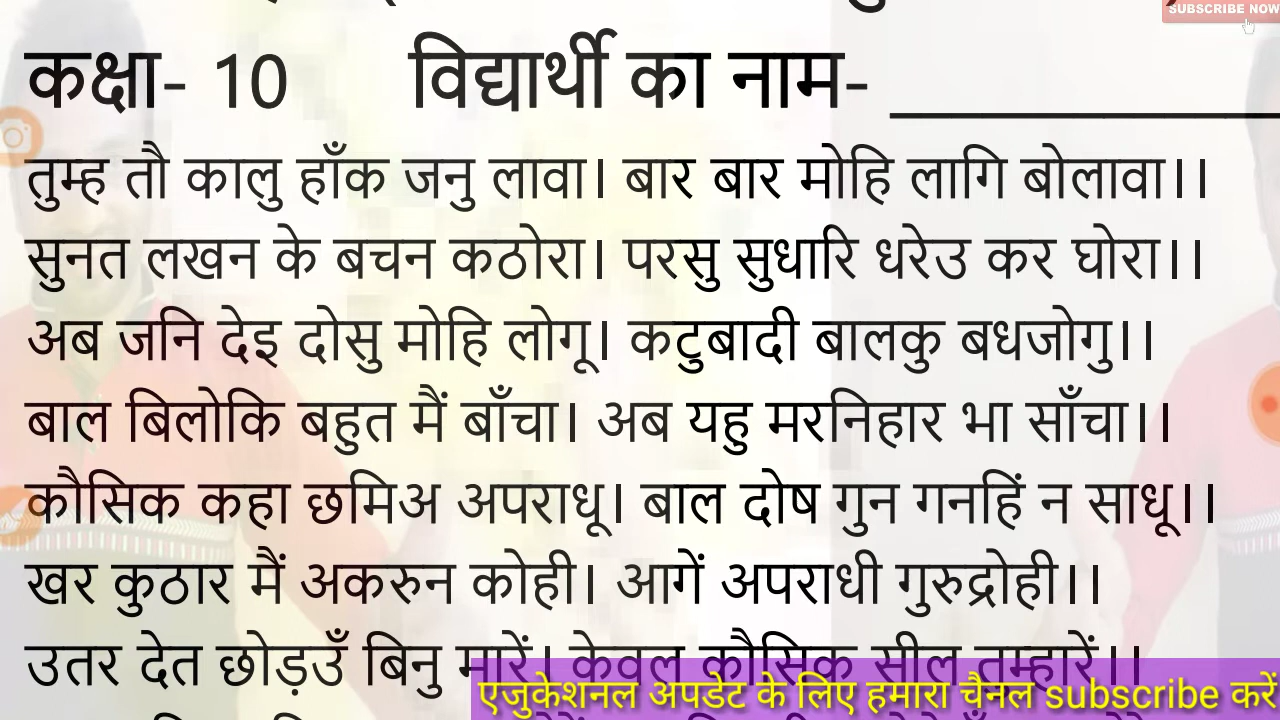 SUBSCRIBE NOW
कक्षा- 10 विद्यार्थी का नाम- ____________
तुम्ह तौ कालु हाँक जनु लावा। बार बार मोहि लागि बोलावा।।
सुनत लखन के बचन कठोरा। परसु सुधारि धरेउ कर घोरा।।
अब जनि देइ दोसु मोहि लोगू। कटुबादी बालकु बधजोगु।।
बाल बिलोकि बहुत मैं बाँचा। अब यहु मरनिहार भा साँचा।।
कौसिक कहा छमिअ अपराधू। बाल दोष गुन गनहिं न साधू।।
खर कुठार मैं अकरुन कोही। आगें अपराधी गुरुद्रोही।।
उतर देत छोड़उँ बिनु मारें। केवल कौसिक सील तुम्हारें।।
एजुकेशनल अपडेट के लिए हमारा चैनल subscribe करें